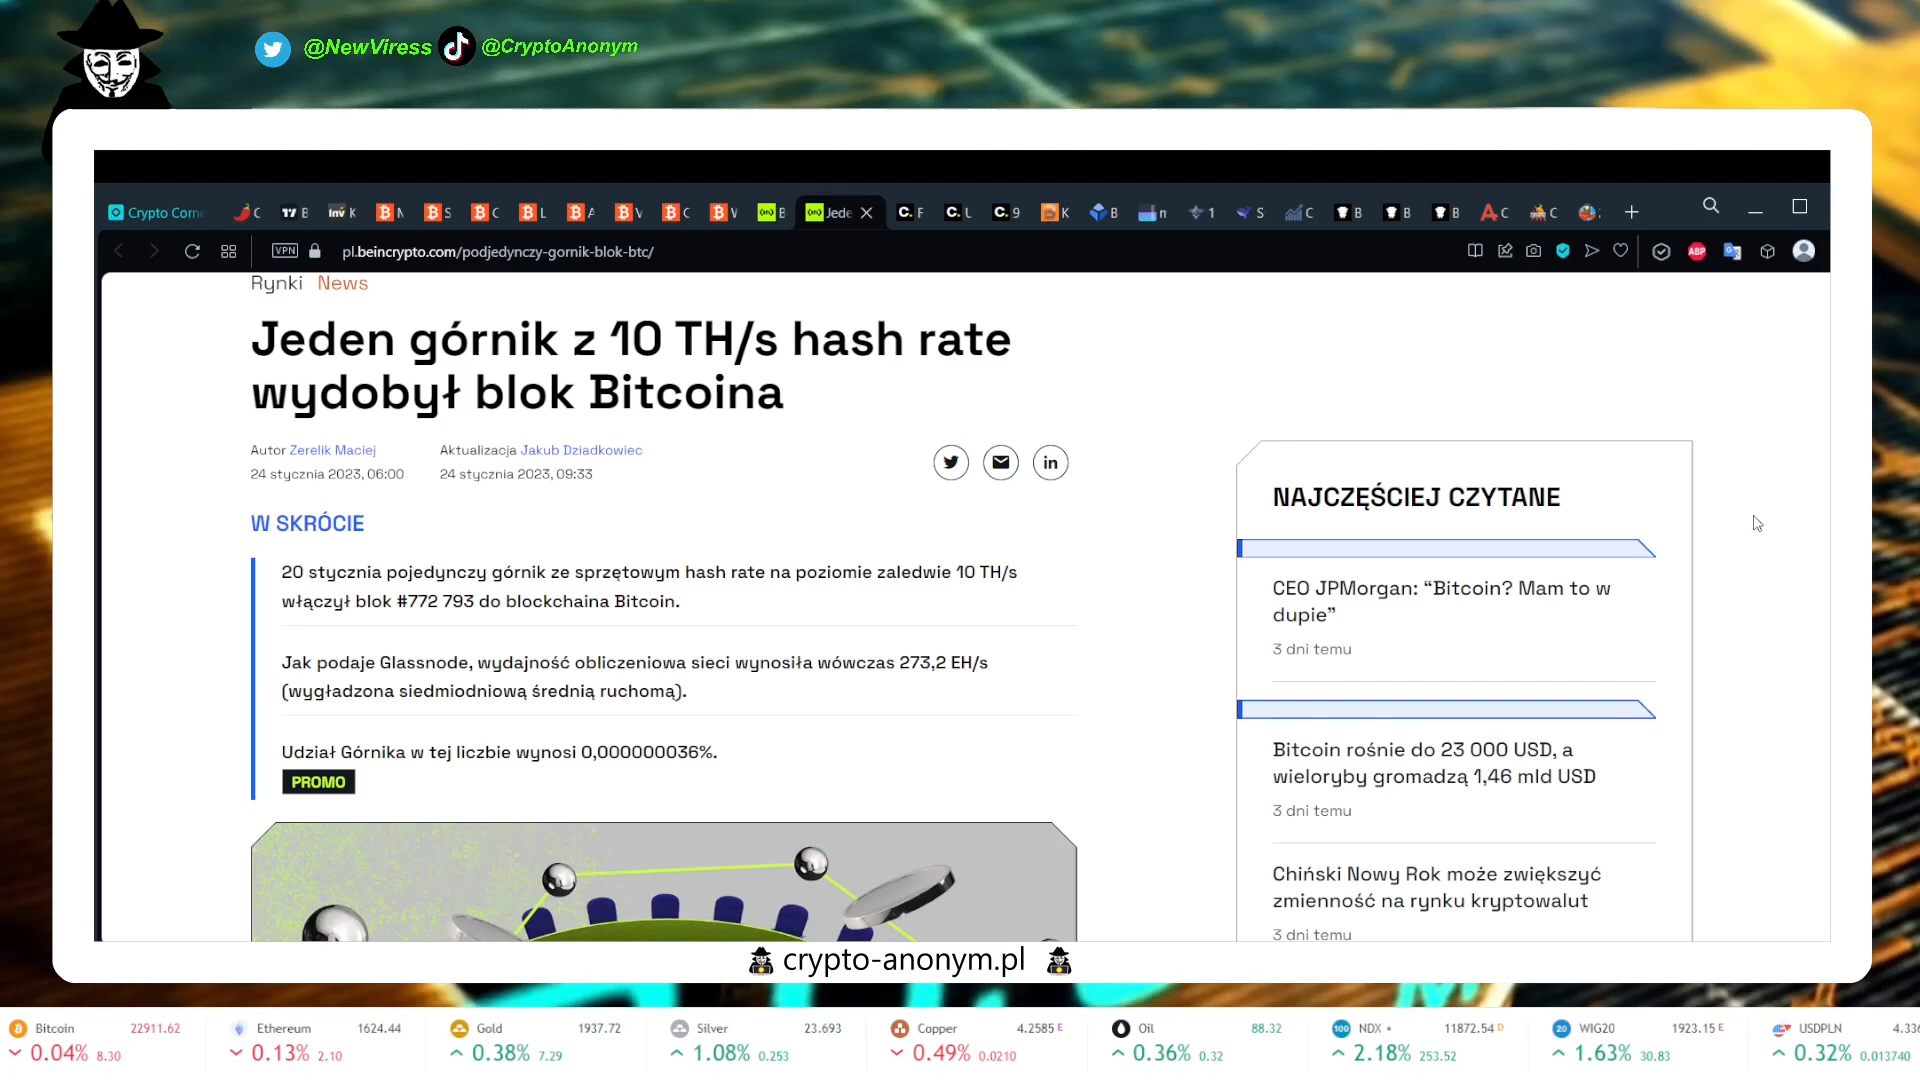 @NewViress @CryptoAnonym
Crypto Corne
pl.beincrypto.com/podjedynczy-gornik-blok-btc/
VPN
ABP
Rynki News
Jeden górnik z 10 TH/s hash rate
wydobył blok Bitcoina
Autor Zerelik Maciej
24 stycznia 2023, 06:00
Aktualizacja Jakub Dziadkowiec
24 stycznia 2023, 09:33
in
W SKRÓCIE
20 stycznia pojedynczy górnik ze sprzętowym hash rate na poziomie zaledwie 10 TH/s
włączył blok #772 793 do blockchaina Bitcoin.
Jak podaje Glassnode, wydajność obliczeniowa sieci wynosiła wówczas 273,2 EH/s
(wygładzona siedmiodniową średnią ruchomą).
Udział Górnika w tej liczbie wynosi 0,000000036%.
PROMO
NAJCZĘŚCIEJ CZYTANE
CEO JPMorgan: “Bitcoin? Mam to w
dupie”
3 dni temu
Bitcoin rośnie do 23 000 USD, a
wieloryby gromadzą 1,46 mld USD
3 dni temu
Chiński Nowy Rok może zwiększyć
zmienność na rynku kryptowalut
3 dni temu
crypto-anonym.pl
Bitcoin 22911.62
0.04% 8.30
Ethereum 1624.44
0.13% 2.10
Gold 1937.72
0.38% 7.29
Silver 23.693
1.08% 0.253
Copper 4.2585 E
0.49% 0.0210
Oil 88.32
0.36% 0.32
100 NDX 11872.54 D
2.18% 253.52
20 WIG20 1923.15 E
1.63% 30.83
USDPLN 4.336
0.32% 0.013740